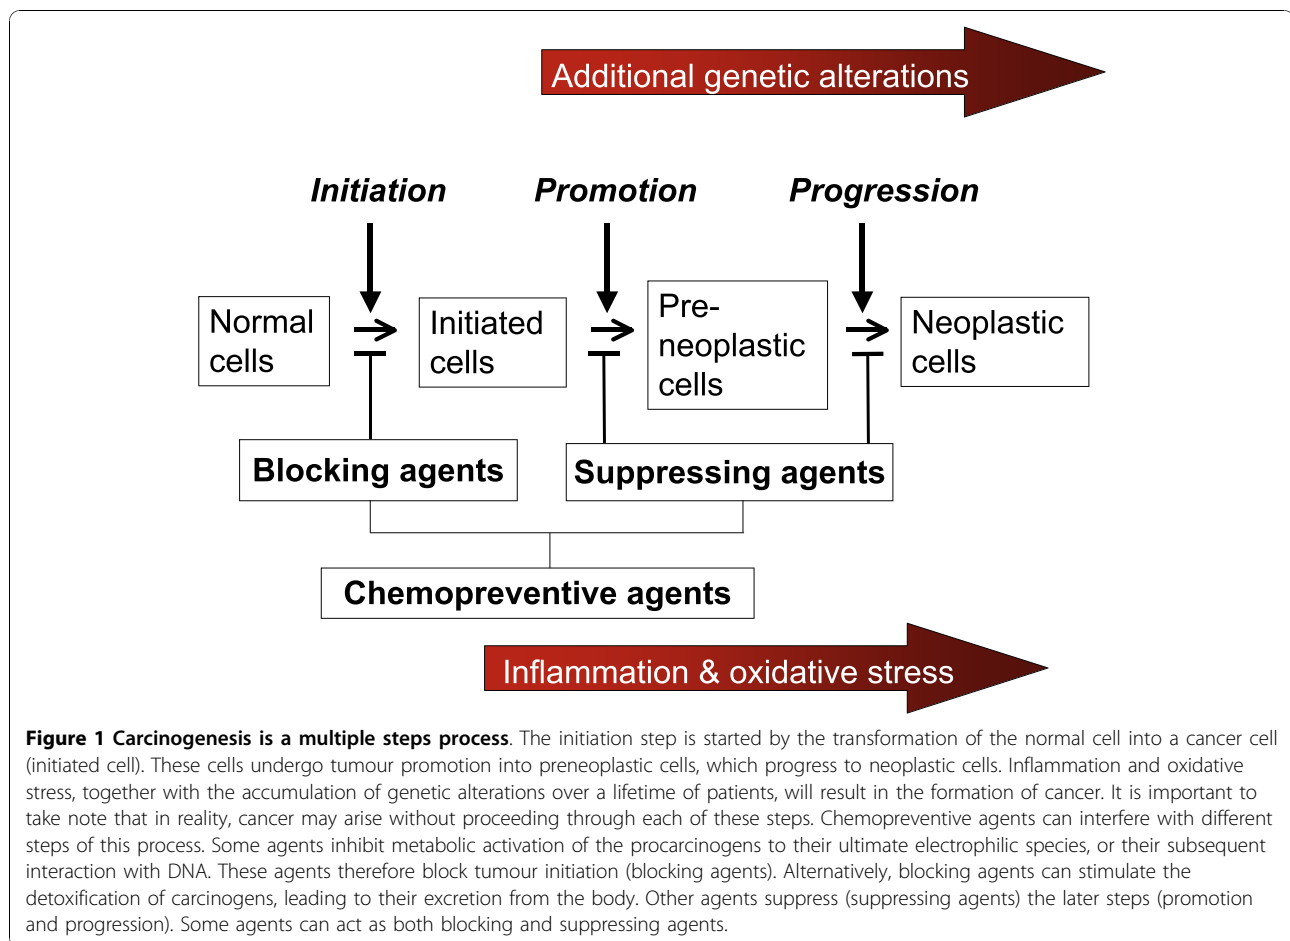 Additional genetic alterations
Initiation
Promotion
Progression
Normal
cells
Initiated
cells
Pre-
neoplastic
cells
Neoplastic
cells
Blocking agents
Suppressing agents
Chemopreventive agents
Inflammation & oxidative stress
Figure 1 Carcinogenesis is a multiple steps process. The initiation step is started by the transformation of the normal cell into a cancer cell
(initiated cell). These cells undergo tumour promotion into preneoplastic cells, which progress to neoplastic cells. Inflammation and oxidative
stress, together with the accumulation of genetic alterations over a lifetime of patients, will result in the formation of cancer. It is important to
take note that in reality, cancer may arise without proceeding through each of these steps. Chemopreventive agents can interfere with different
steps of this process. Some agents inhibit metabolic activation of the procarcinogens to their ultimate electrophilic species, or their subsequent
interaction with DNA. These agents therefore block tumour initiation (blocking agents). Alternatively, blocking agents can stimulate the
detoxification of carcinogens, leading to their excretion from the body. Other agents suppress (suppressing agents) the later steps (promotion
and progression). Some agents can act as both blocking and suppressing agents.